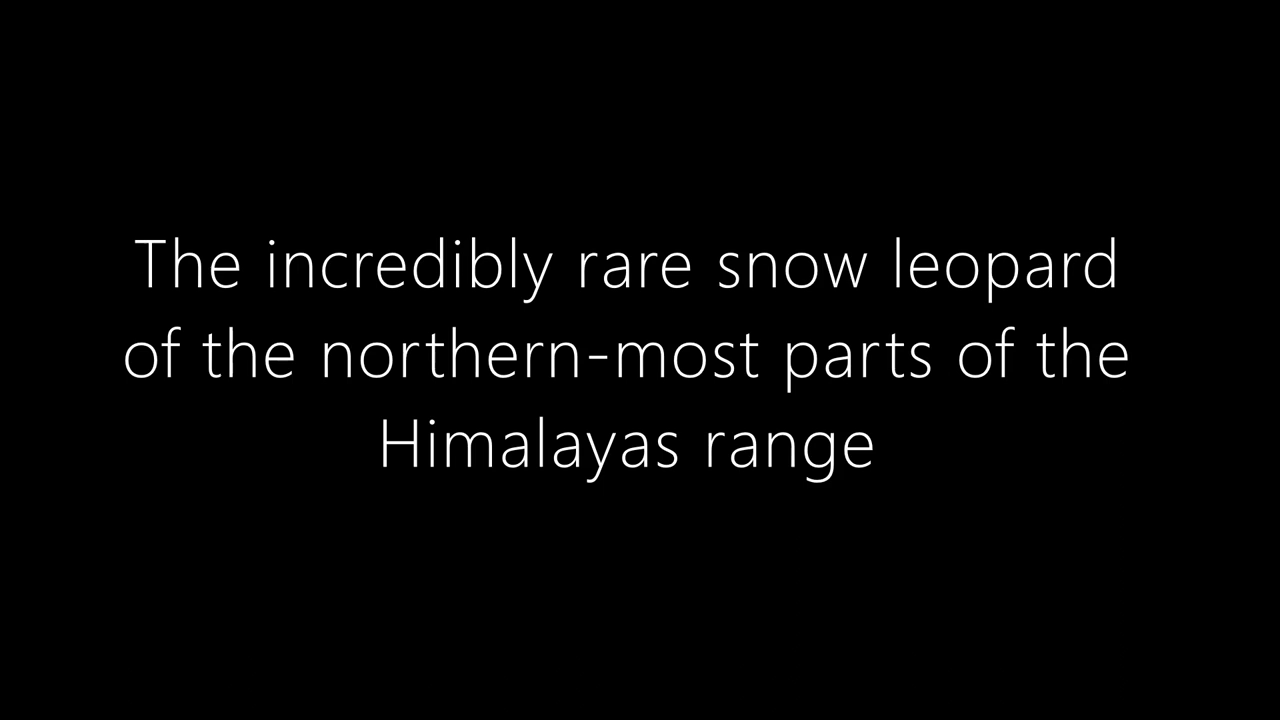 The incredibly rare snow leopard
of the northern-most parts of the
Himalayas range